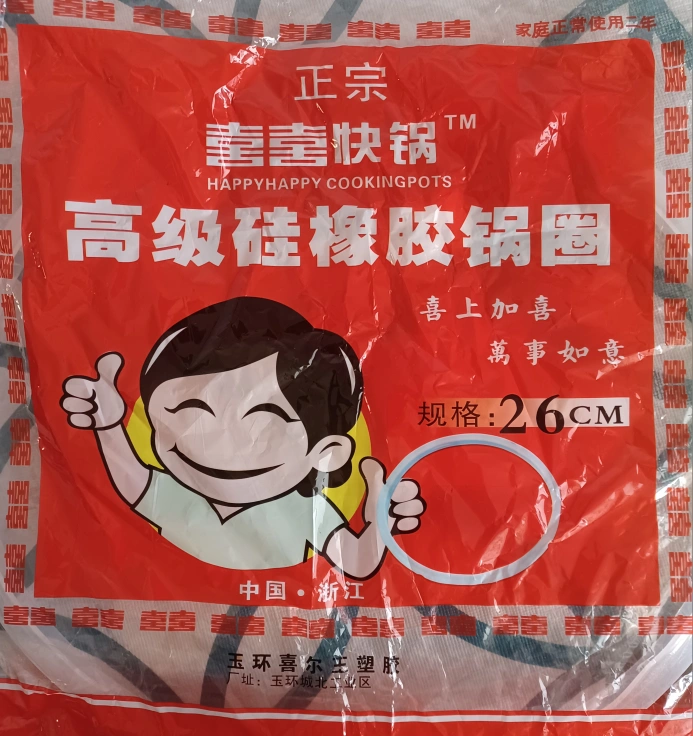 家庭正常使用二年
正宗
喜喜快锅™
HAPPYHAPPY COOKINGPOTS
高级硅橡胶锅圈
喜上加喜
萬事如意
规格:26CM
中国·浙江
玉环喜尔王塑胶
厂址:玉环城北工业区